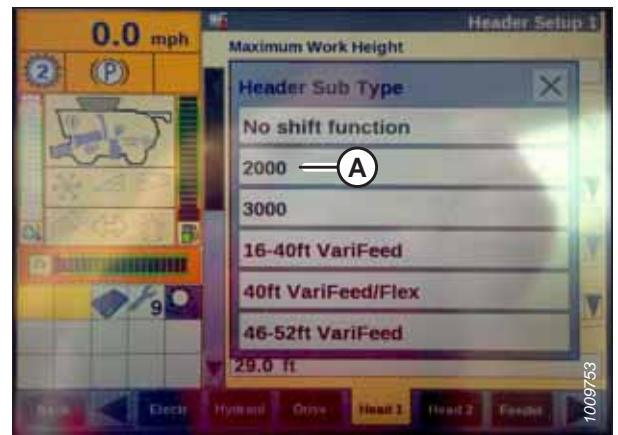 0.0 mph
Header Setup 1
Maximum Work Height
2
(P)
Header Sub Type
No shift function
2000
A
3000
16-40ft VariFeed
40ft VariFeed/Flex
46-52ft VariFeed
9
29.0 ft
Back
Electr
Hydraul
Drive
Head 1
Head 2
Feeder
1009753